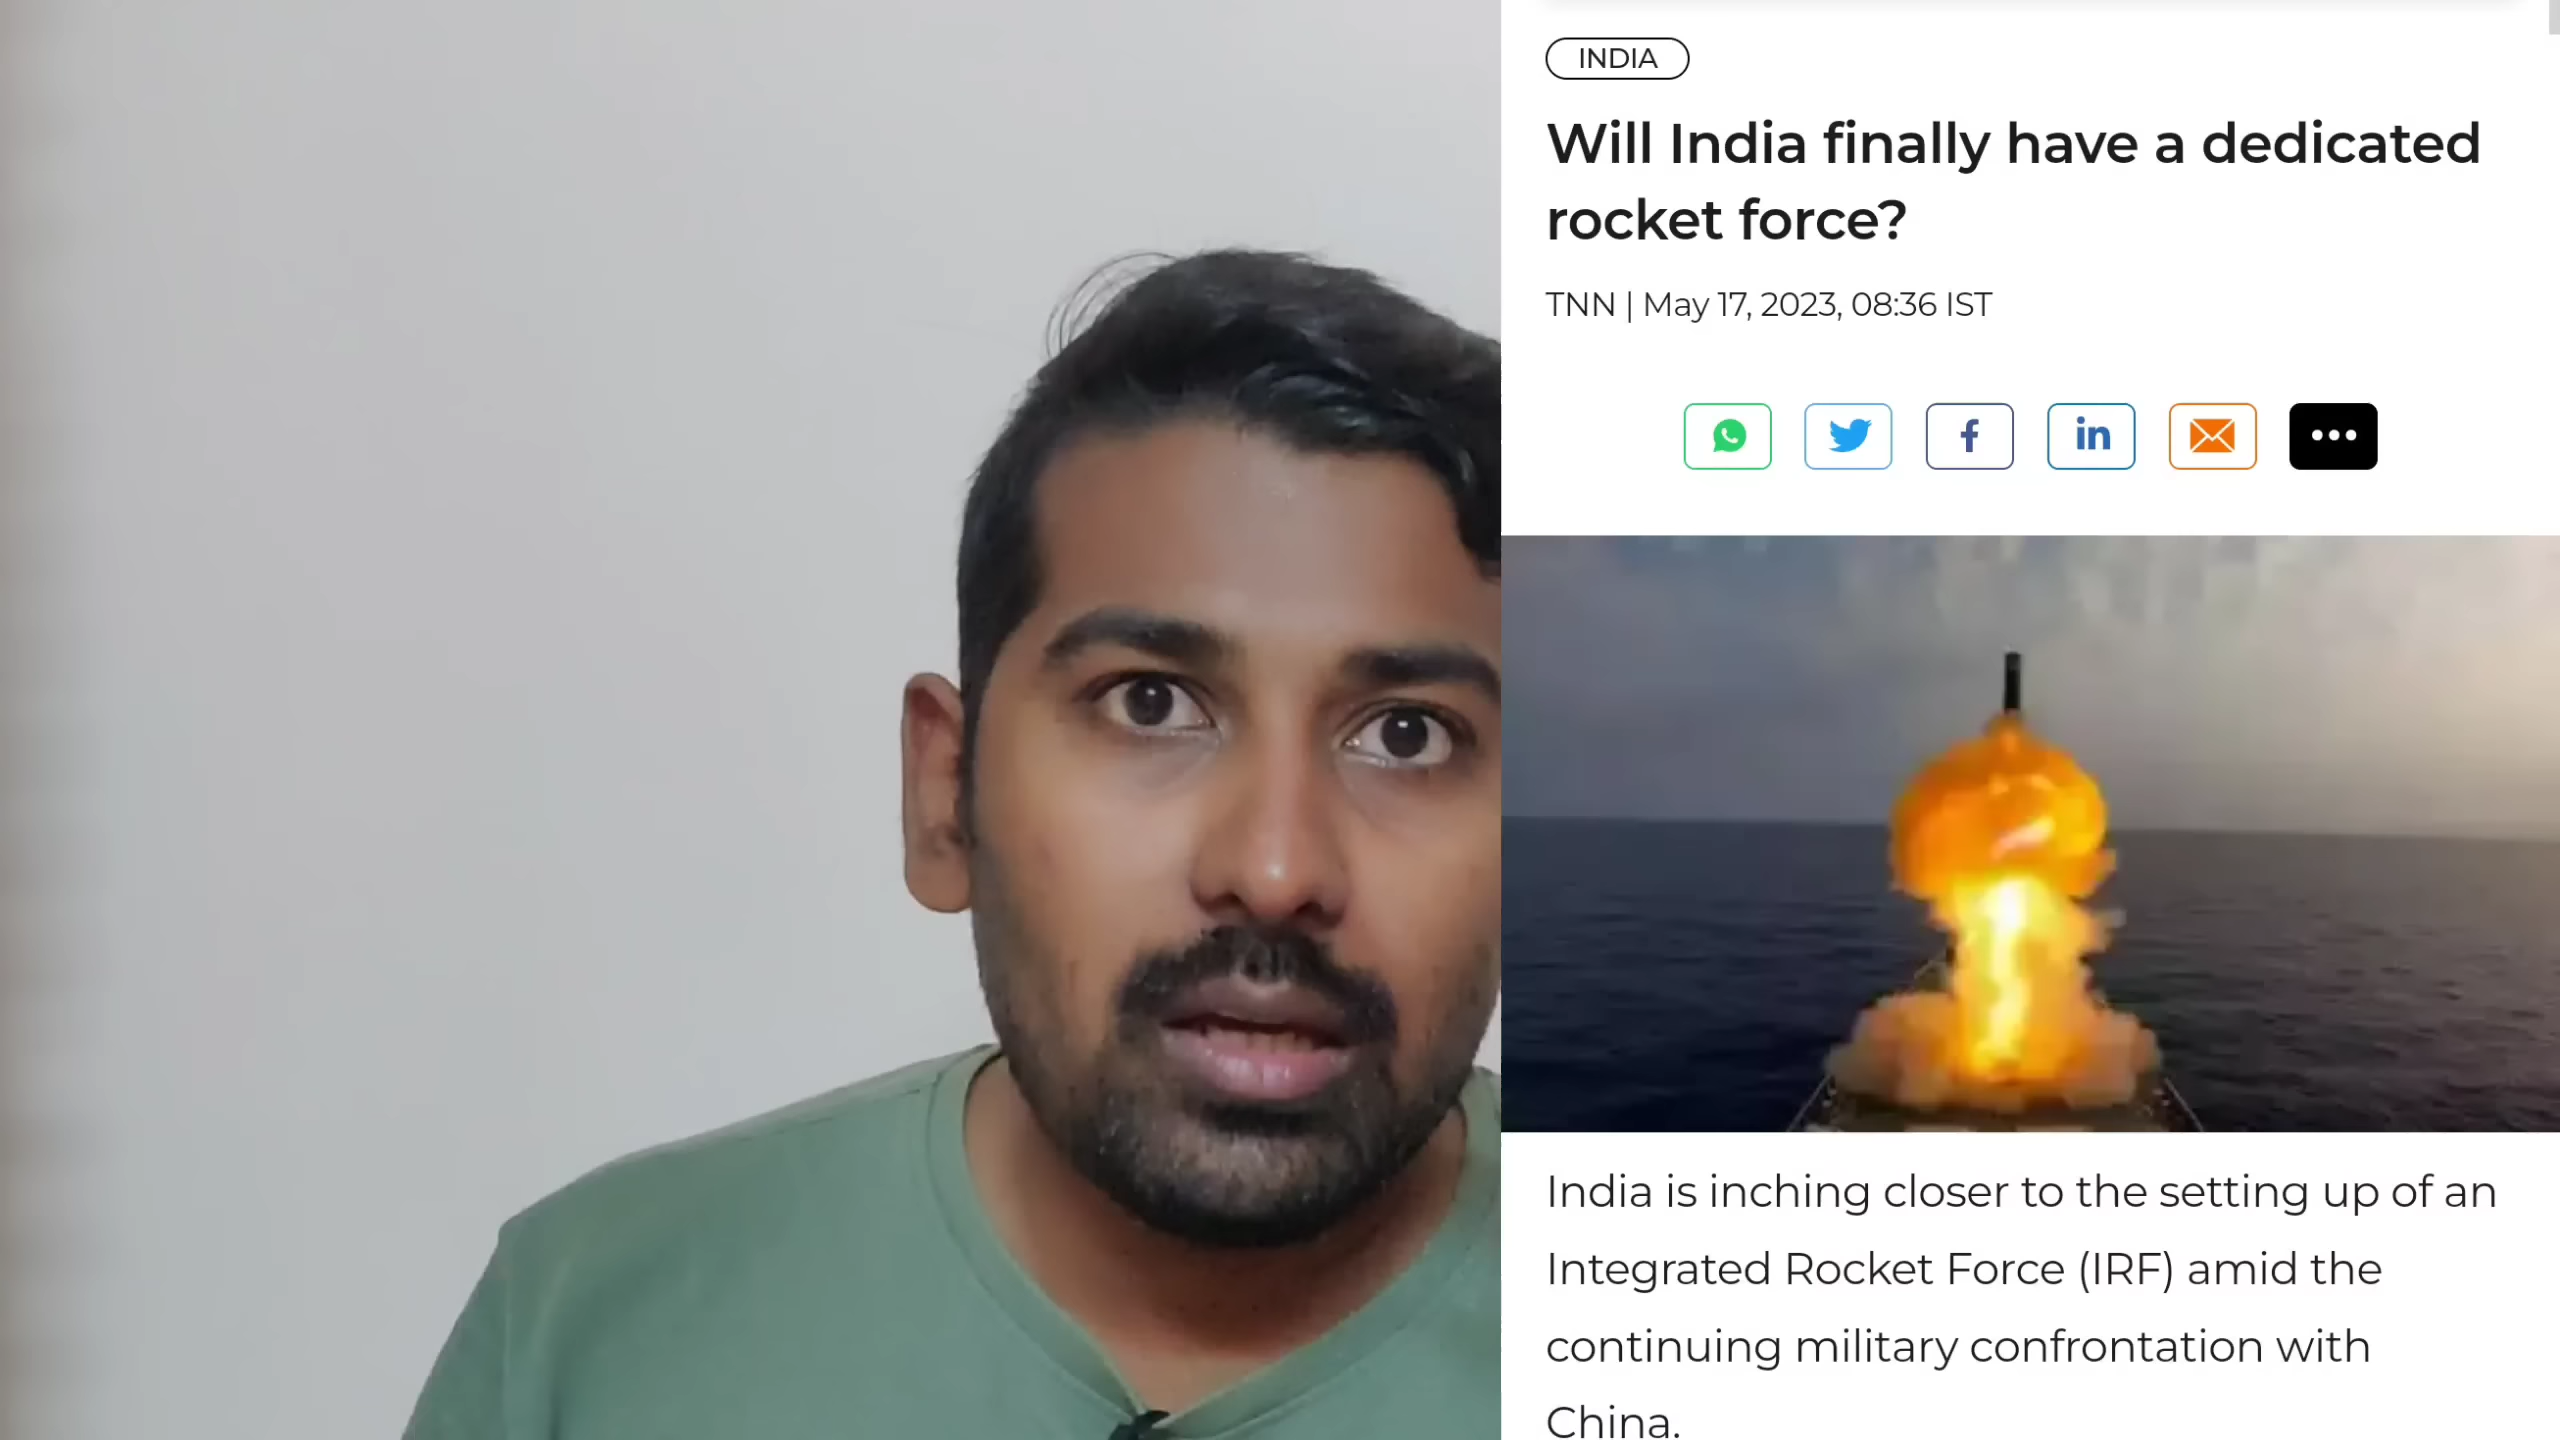 INDIA
Will India finally have a dedicated
rocket force?
TNN | May 17, 2023, 08:36 IST
f
in
India is inching closer to the setting up of an
Integrated Rocket Force (IRF) amid the
continuing military confrontation with
China.